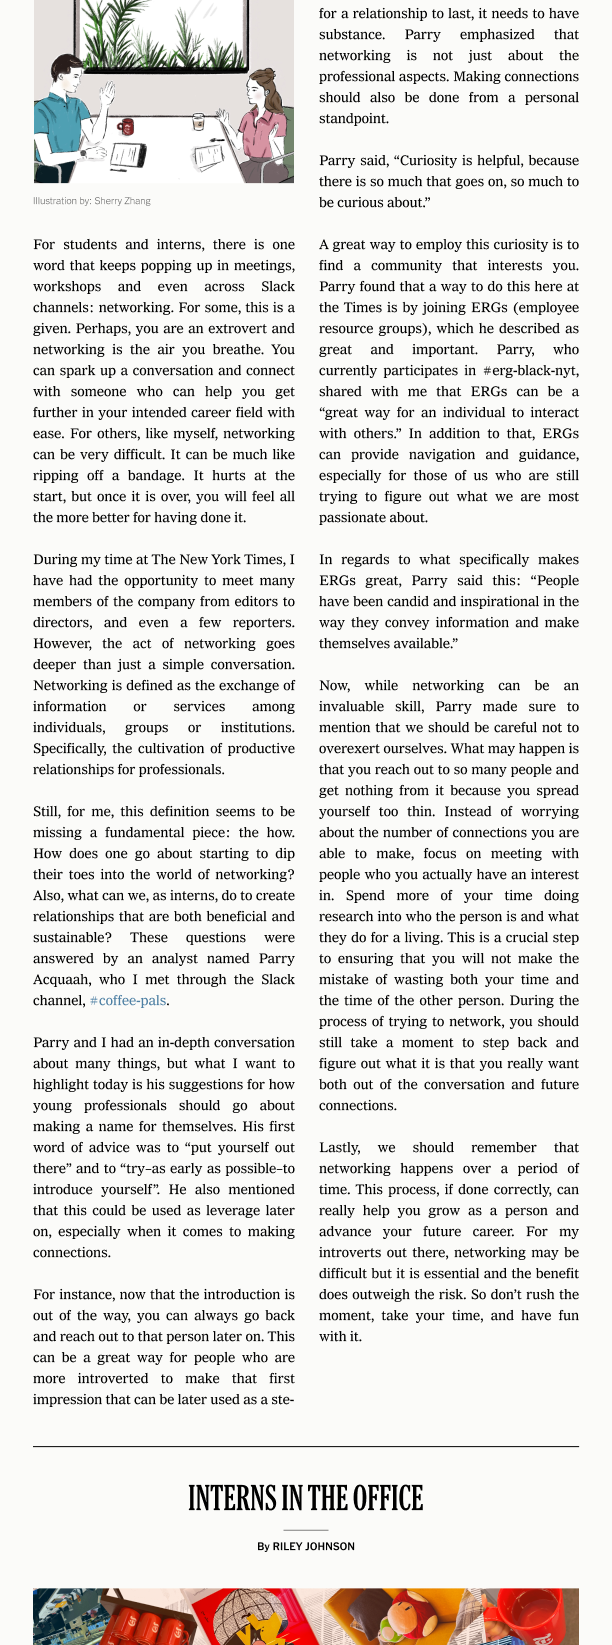 Illustration by: Sherry Zhang
For students and interns, there is one
word that keeps popping up in meetings,
workshops and even across Slack
channels: networking. For some, this is a
given. Perhaps, you are an extrovert and
networking is the air you breathe. You
can spark up a conversation and connect
with someone who can help you get
further in your intended career field with
ease. For others, like myself, networking
can be very difficult. It can be much like
ripping off a bandage. It hurts at the
start, but once it is over, you will feel all
the more better for having done it.
During my time at The New York Times, I
have had the opportunity to meet many
members of the company from editors to
directors, and even a few reporters.
However, the act of networking goes
deeper than just a simple conversation.
Networking is defined as the exchange of
information or services among
individuals, groups or institutions.
Specifically, the cultivation of productive
relationships for professionals.
Still, for me, this definition seems to be
missing a fundamental piece: the how.
How does one go about starting to dip
their toes into the world of networking?
Also, what can we, as interns, do to create
relationships that are both beneficial and
sustainable? These questions were
answered by an analyst named Parry
Acquaah, who I met through the Slack
channel, #coffee-pals.
Parry and I had an in-depth conversation
about many things, but what I want to
highlight today is his suggestions for how
young professionals should go about
making a name for themselves. His first
word of advice was to “put yourself out
there” and to “try–as early as possible–to
introduce yourself”. He also mentioned
that this could be used as leverage later
on, especially when it comes to making
connections.
For instance, now that the introduction is
out of the way, you can always go back
and reach out to that person later on. This
can be a great way for people who are
more introverted to make that first
impression that can be later used as a ste-
for a relationship to last, it needs to have
substance. Parry emphasized that
networking is not just about the
professional aspects. Making connections
should also be done from a personal
standpoint.
Parry said, “Curiosity is helpful, because
there is so much that goes on, so much to
be curious about.”
A great way to employ this curiosity is to
find a community that interests you.
Parry found that a way to do this here at
the Times is by joining ERGs (employee
resource groups), which he described as
great and important. Parry, who
currently participates in #erg-black-nyt,
shared with me that ERGs can be a
“great way for an individual to interact
with others.” In addition to that, ERGs
can provide navigation and guidance,
especially for those of us who are still
trying to figure out what we are most
passionate about.
In regards to what specifically makes
ERGs great, Parry said this: “People
have been candid and inspirational in the
way they convey information and make
themselves available.”
Now, while networking can be an
invaluable skill, Parry made sure to
mention that we should be careful not to
overexert ourselves. What may happen is
that you reach out to so many people and
get nothing from it because you spread
yourself too thin. Instead of worrying
about the number of connections you are
able to make, focus on meeting with
people who you actually have an interest
in. Spend more of your time doing
research into who the person is and what
they do for a living. This is a crucial step
to ensuring that you will not make the
mistake of wasting both your time and
the time of the other person. During the
process of trying to network, you should
still take a moment to step back and
figure out what it is that you really want
both out of the conversation and future
connections.
Lastly, we should remember that
networking happens over a period of
time. This process, if done correctly, can
really help you grow as a person and
advance your future career. For my
introverts out there, networking may be
difficult but it is essential and the benefit
does outweigh the risk. So don’t rush the
moment, take your time, and have fun
with it.
INTERNS IN THE OFFICE
By RILEY JOHNSON